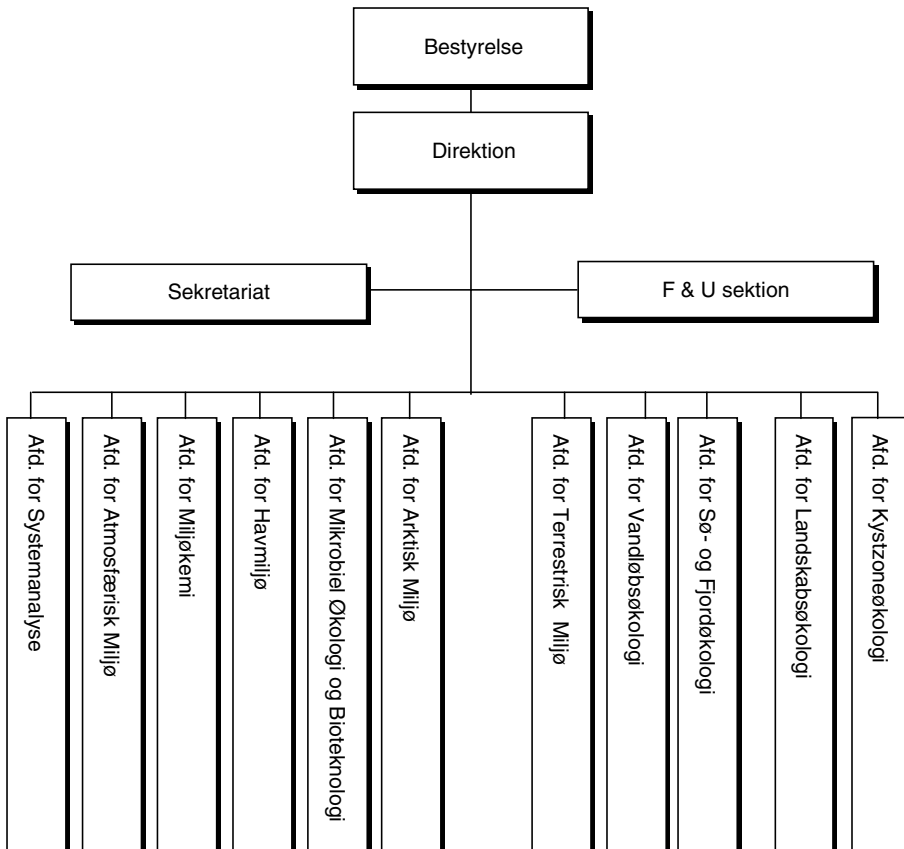 Bestyrelse
Direktion
Sekretariat
F & U sektion
Afd. for Systemanalyse
Afd. for Atmosfærisk Miljø
Afd. for Miljøkemi
Afd. for Havmiljø
Afd. for Mikrobiel Økologi og Bioteknologi
Afd. for Arktisk Miljø
Afd. for Terrestrisk Miljø
Afd. for Vandløbsøkologi
Afd. for Sø- og Fjordøkologi
Afd. for Landskabsøkologi
Afd. for Kystzoneøkologi